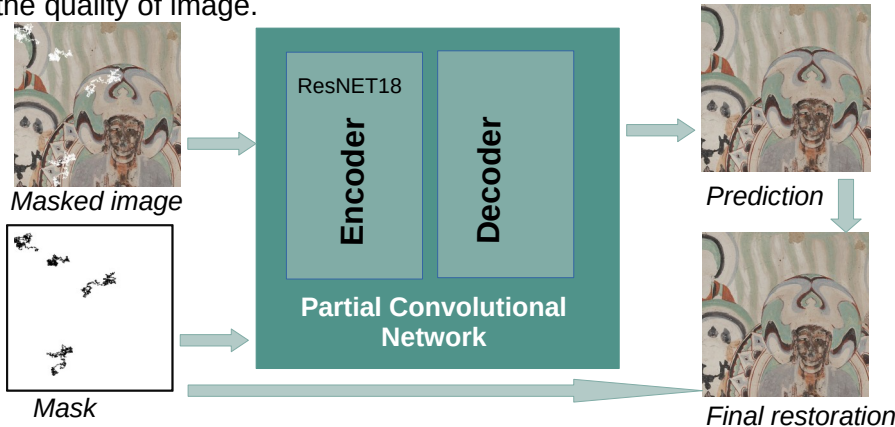 the quality of image.
ResNET18
Encoder
Decoder
Partial Convolutional
Network
Masked image
Prediction
Mask
Final restoration